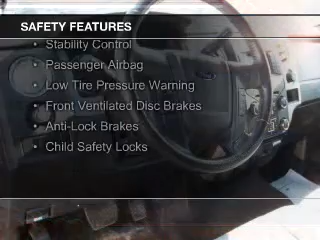 SAFETY FEATURES
• Stability Control
• Passenger Airbag
• Low Tire Pressure Warning
• Front Ventilated Disc Brakes
• Anti-Lock Brakes
• Child Safety Locks